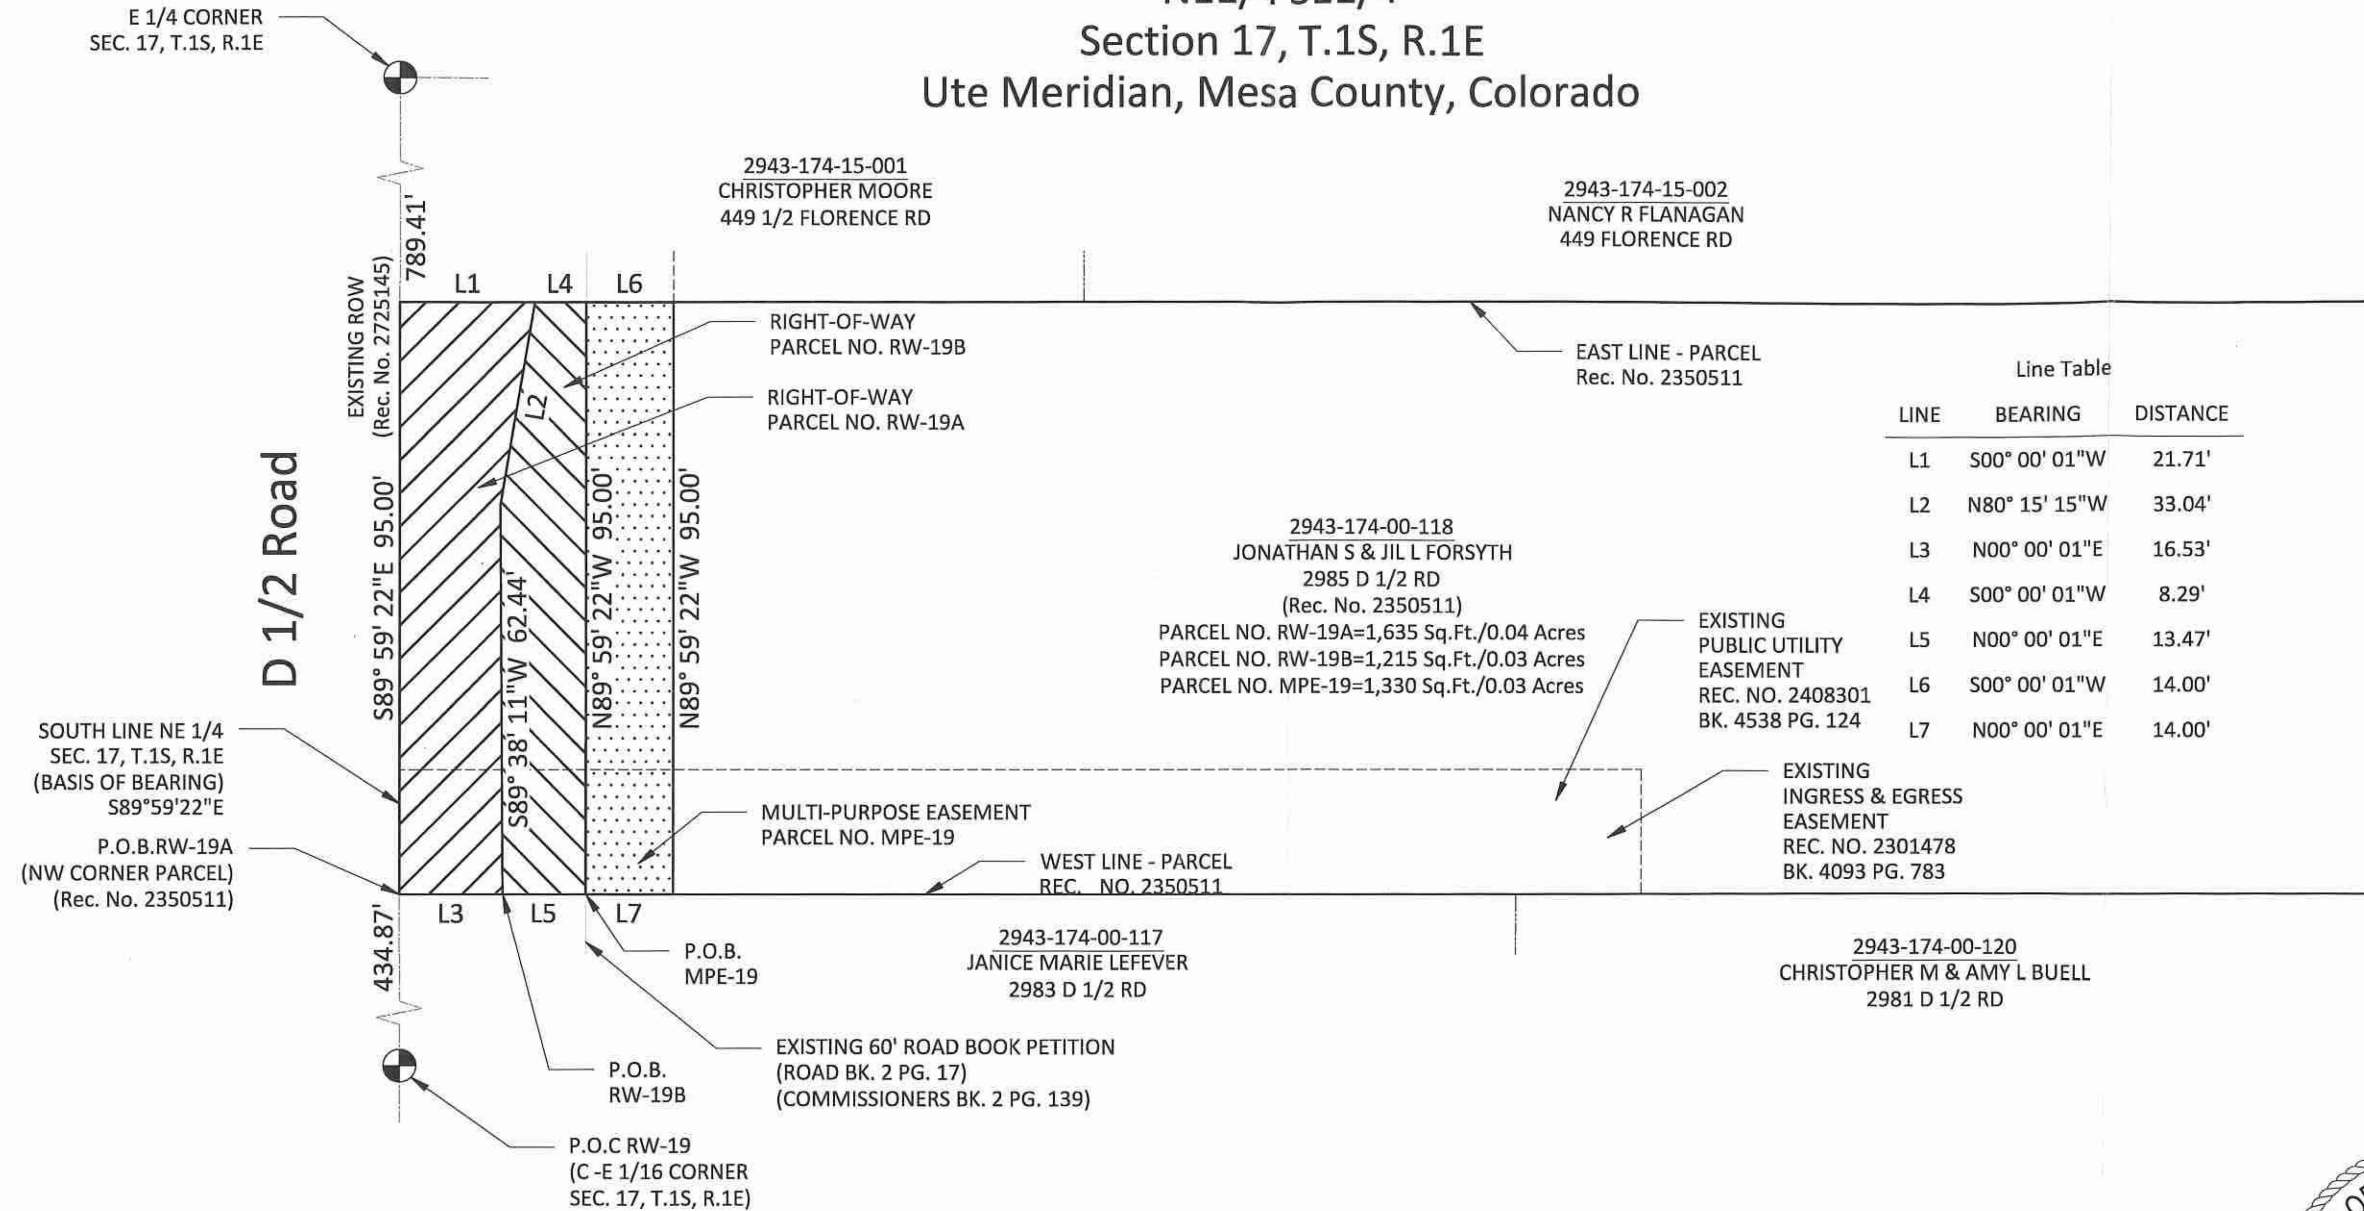 Section 17, T.1S, R.1E
Ute Meridian, Mesa County, Colorado
E 1/4 CORNER
SEC. 17, T.1S, R.1E
2943-174-15-001
CHRISTOPHER MOORE
449 1/2 FLORENCE RD
2943-174-15-002
NANCY R FLANAGAN
449 FLORENCE RD
789.41'
EXISTING ROW
(Rec. No. 2725145)
L1
L4
L6
RIGHT-OF-WAY
PARCEL NO. RW-19B
RIGHT-OF-WAY
PARCEL NO. RW-19A
L2
EAST LINE - PARCEL
Rec. No. 2350511
Line Table
LINE BEARING DISTANCE
L1 S00° 00' 01"W 21.71'
L2 N80° 15' 15"W 33.04'
L3 N00° 00' 01"E 16.53'
L4 S00° 00' 01"W 8.29'
L5 N00° 00' 01"E 13.47'
L6 S00° 00' 01"W 14.00'
L7 N00° 00' 01"E 14.00'
D 1/2 Road
S89° 59' 22"E 95.00'
S89° 38' 11"W 62.44'
N89° 59' 22"W 95.00'
N89° 59' 22"W 95.00'
2943-174-00-118
JONATHAN S & JIL L FORSYTH
2985 D 1/2 RD
(Rec. No. 2350511)
PARCEL NO. RW-19A=1,635 Sq.Ft./0.04 Acres
PARCEL NO. RW-19B=1,215 Sq.Ft./0.03 Acres
PARCEL NO. MPE-19=1,330 Sq.Ft./0.03 Acres
EXISTING
PUBLIC UTILITY
EASEMENT
REC. NO. 2408301
BK. 4538 PG. 124
SOUTH LINE NE 1/4
SEC. 17, T.1S, R.1E
(BASIS OF BEARING)
S89°59'22"E
P.O.B.RW-19A
(NW CORNER PARCEL)
(Rec. No. 2350511)
MULTI-PURPOSE EASEMENT
PARCEL NO. MPE-19
WEST LINE - PARCEL
REC. NO. 2350511
EXISTING
INGRESS & EGRESS
EASEMENT
REC. NO. 2301478
BK. 4093 PG. 783
L3
L5
L7
434.87'
P.O.B.
MPE-19
2943-174-00-117
JANICE MARIE LEFEVER
2983 D 1/2 RD
2943-174-00-120
CHRISTOPHER M & AMY L BUELL
2981 D 1/2 RD
EXISTING 60' ROAD BOOK PETITION
(ROAD BK. 2 PG. 17)
(COMMISSIONERS BK. 2 PG. 139)
P.O.B.
RW-19B
P.O.C RW-19
(C -E 1/16 CORNER
SEC. 17, T.1S, R.1E)